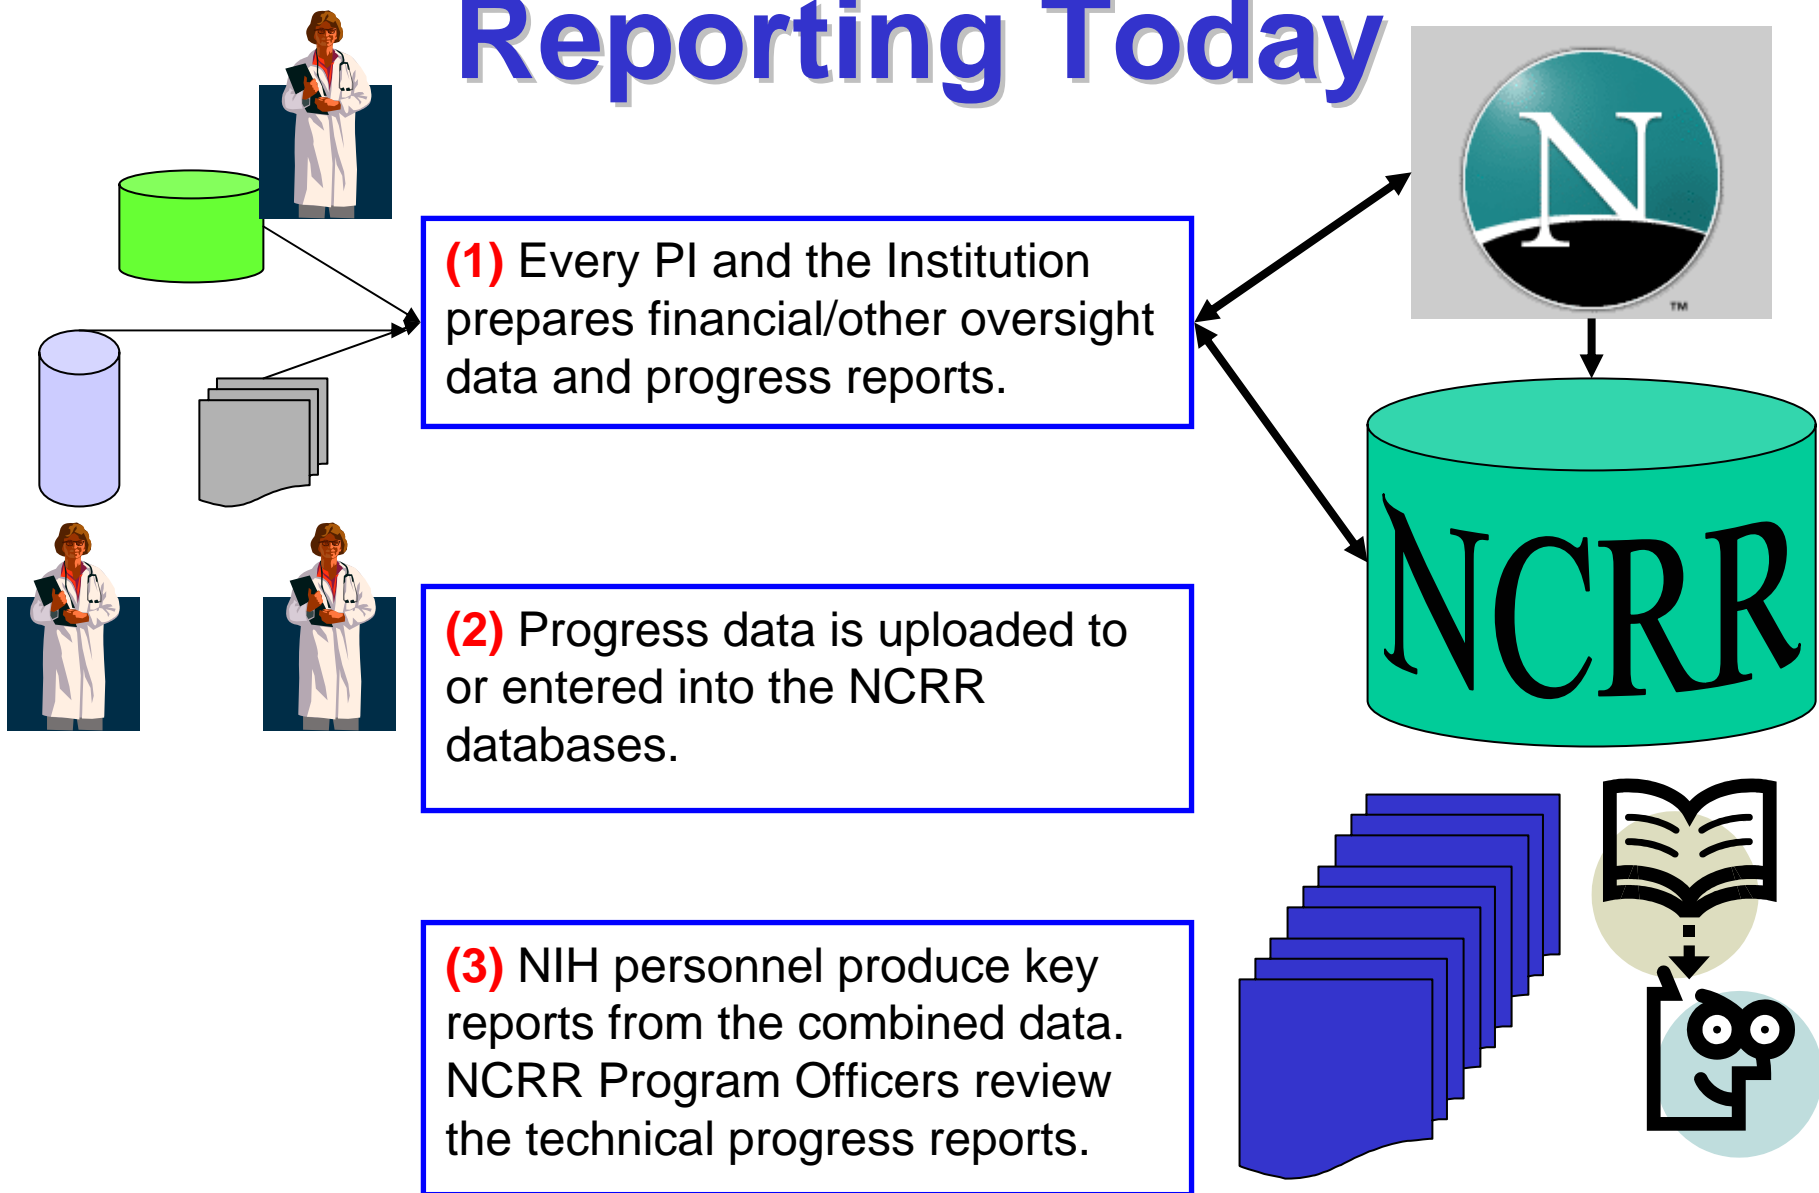 Reporting Today
N
TM
(1) Every PI and the Institution
prepares financial/other oversight
data and progress reports.
NCRR
(2) Progress data is uploaded to
or entered into the NCRR
databases.
(3) NIH personnel produce key
reports from the combined data.
NCRR Program Officers review
the technical progress reports.